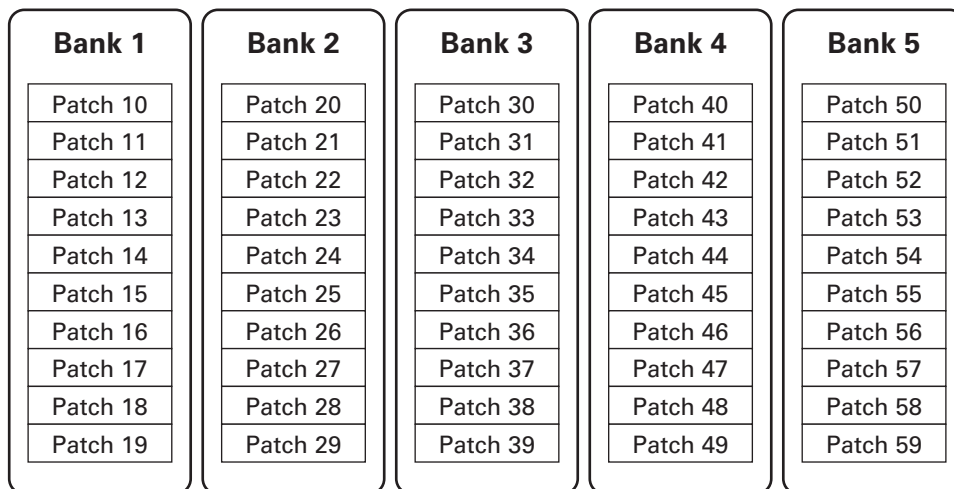 Bank 1
Patch 10
Patch 11
Patch 12
Patch 13
Patch 14
Patch 15
Patch 16
Patch 17
Patch 18
Patch 19
Bank 2
Patch 20
Patch 21
Patch 22
Patch 23
Patch 24
Patch 25
Patch 26
Patch 27
Patch 28
Patch 29
Bank 3
Patch 30
Patch 31
Patch 32
Patch 33
Patch 34
Patch 35
Patch 36
Patch 37
Patch 38
Patch 39
Bank 4
Patch 40
Patch 41
Patch 42
Patch 43
Patch 44
Patch 45
Patch 46
Patch 47
Patch 48
Patch 49
Bank 5
Patch 50
Patch 51
Patch 52
Patch 53
Patch 54
Patch 55
Patch 56
Patch 57
Patch 58
Patch 59